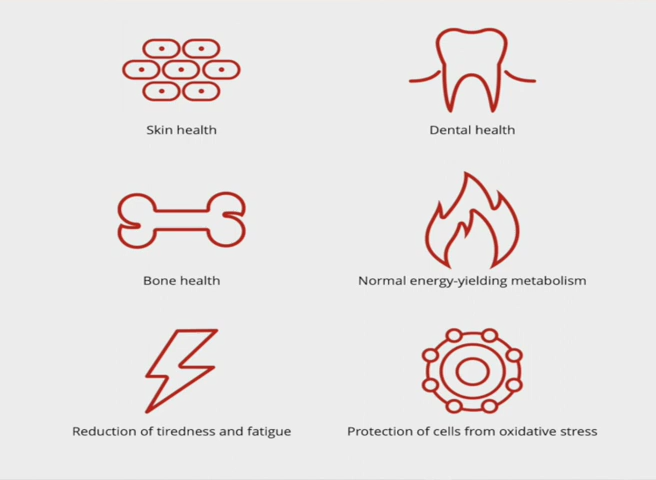 Skin health
Dental health
Bone health
Normal energy-yielding metabolism
Reduction of tiredness and fatigue
Protection of cells from oxidative stress